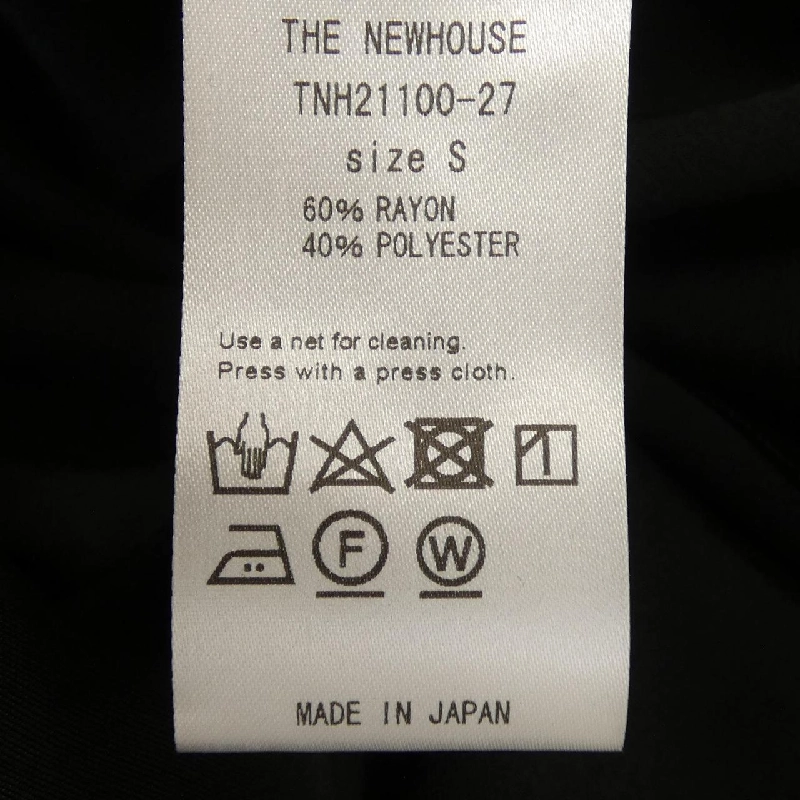 THE NEWHOUSE
TNH21100-27
size S
60% RAYON
40% POLYESTER
Use a net for cleaning.
Press with a press cloth.
F W
MADE IN JAPAN